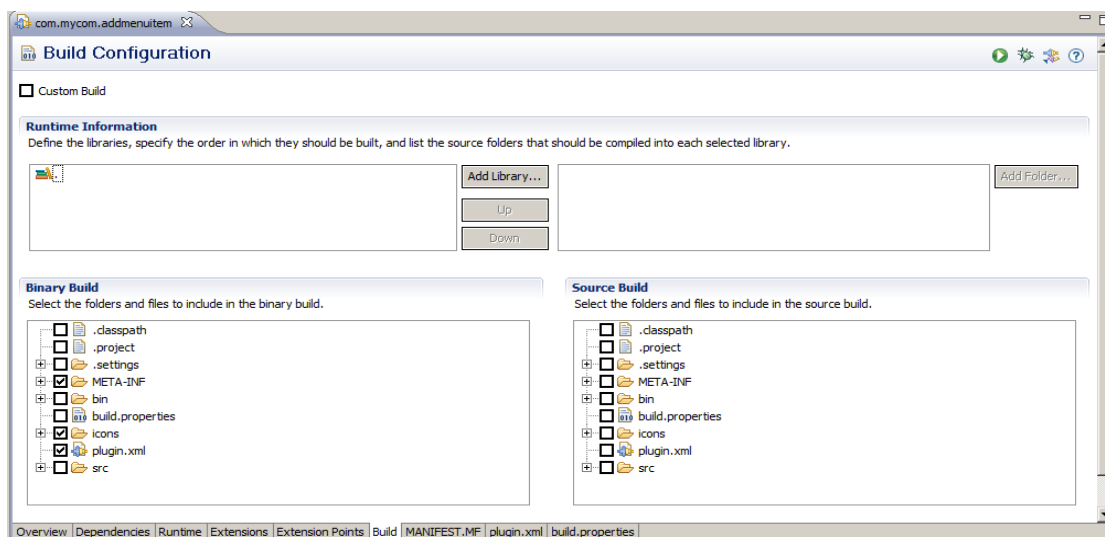 com.mycom.addmenuitem
Build Configuration
Custom Build
Runtime Information
Define the libraries, specify the order in which they should be built, and list the source folders that should be compiled into each selected library.
.
Add Library...
Add Folder...
Up
Down
Binary Build
Select the folders and files to include in the binary build.
.classpath
.project
.settings
META-INF
bin
build.properties
icons
plugin.xml
src
Source Build
Select the folders and files to include in the source build.
.classpath
.project
.settings
META-INF
bin
build.properties
icons
plugin.xml
src
Overview Dependencies Runtime Extensions Extension Points Build MANIFEST.MF plugin.xml build.properties